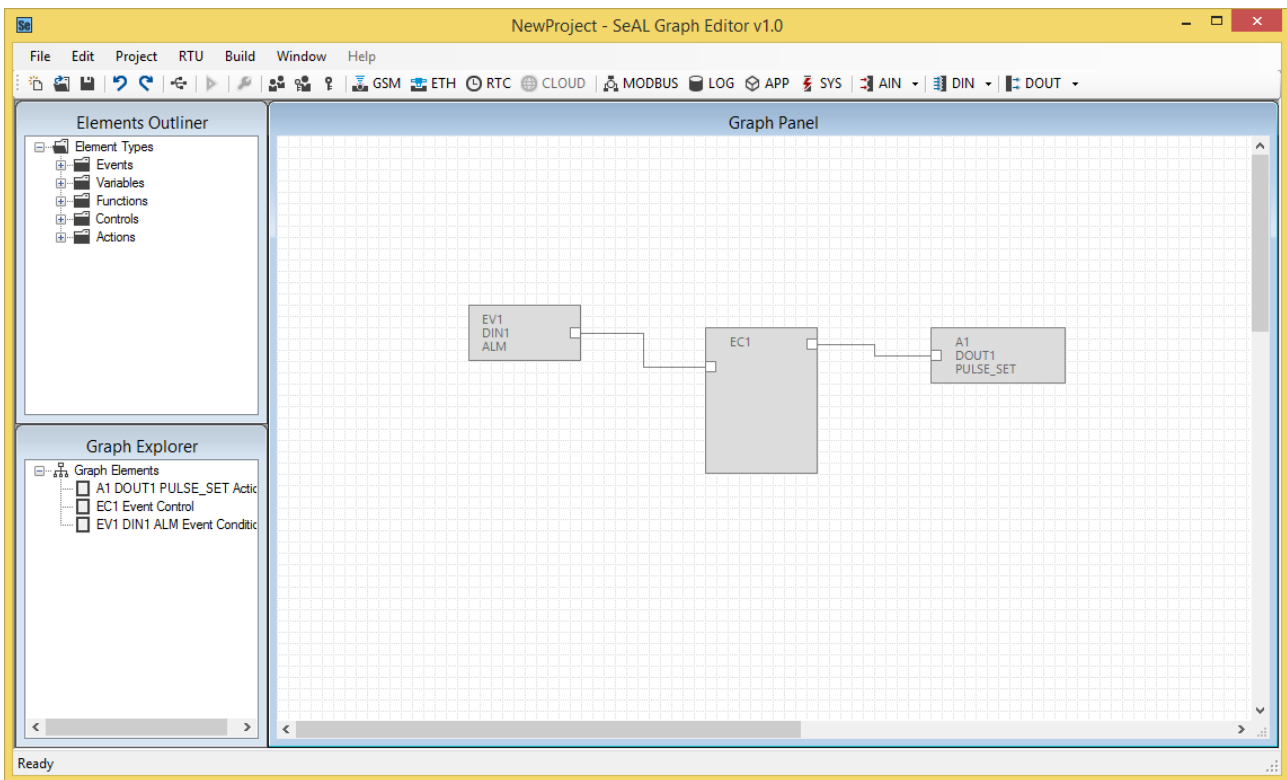 Se NewProject - SeAL Graph Editor v1.0
File Edit Project RTU Build Window Help
GSM ETH RTC CLOUD MODBUS LOG APP SYS AIN DIN DOUT
Elements Outliner
Element Types
Events
Variables
Functions
Controls
Actions
Graph Explorer
Graph Elements
A1 DOUT1 PULSE_SET Actic
EC1 Event Control
EV1 DIN1 ALM Event Conditic
Graph Panel
EV1
DIN1
ALM
EC1
A1
DOUT1
PULSE_SET
Ready